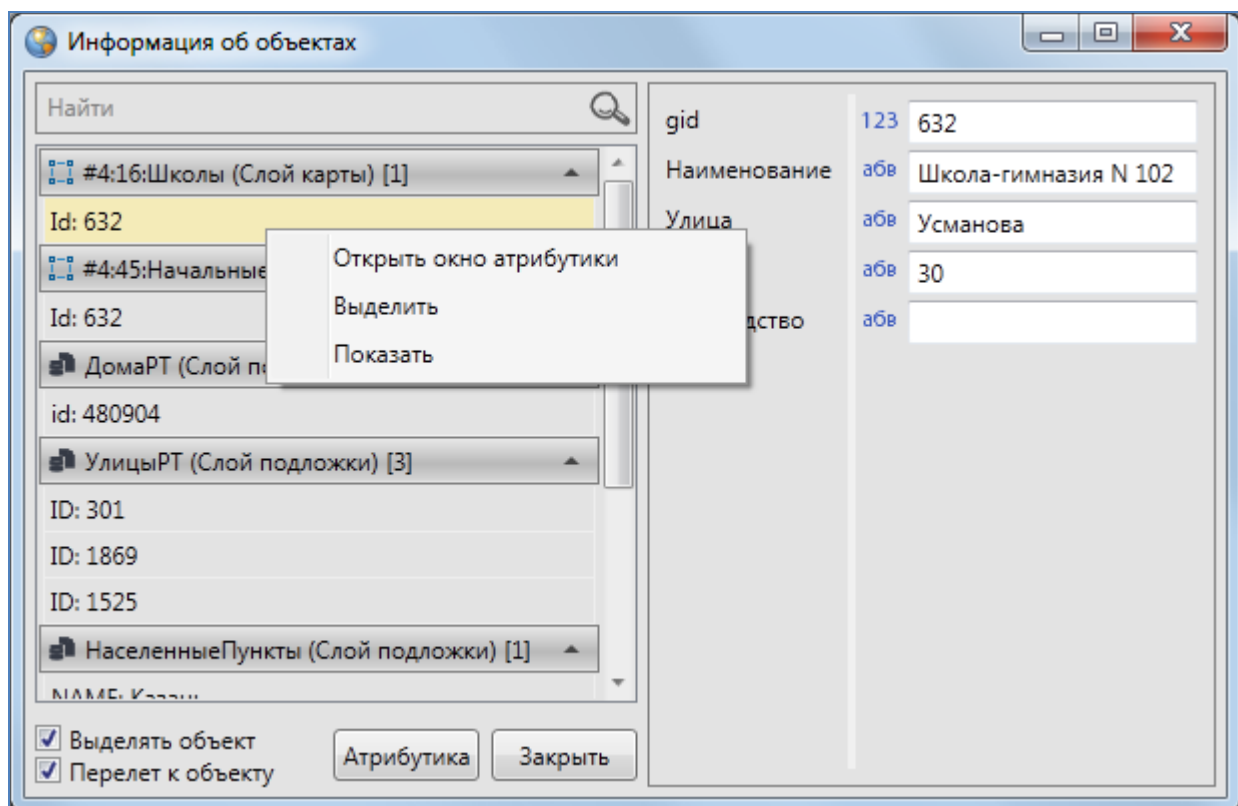 Информация об объектах
Найти
#4:16:Школы (Слой карты) [1]
Id: 632
#4:45:Начальные
Id: 632
ДомаРТ (Слой
id: 480904
УлицыРТ (Слой подложки) [3]
ID: 301
ID: 1869
ID: 1525
НаселенныеПункты (Слой подложки) [1]
NAME: Казань
Выделять объект
Перелет к объекту
Атрибутика
Закрыть
Открыть окно атрибутики
Выделить
Показать
gid 123 632
Наименование абв Школа-гимназия N 102
Улица абв Усманова
абв 30
абв